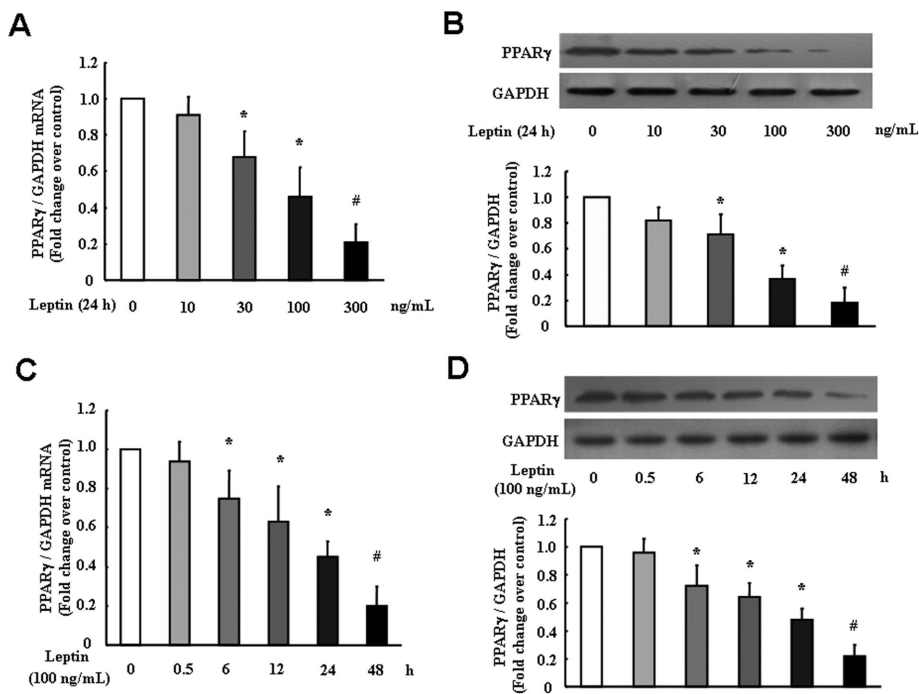 A
PPARγ / GAPDH mRNA
(Fold change over control)
1.2
1.0
0.8
0.6
0.4
0.2
0
* * #
Leptin (24 h) 0 10 30 100 300 ng/mL
B
PPARγ
GAPDH
Leptin (24 h) 0 10 30 100 300 ng/mL
PPARγ / GAPDH
(Fold change over control)
1.2
1.0
0.8
0.6
0.4
0.2
0
* * #
C
PPARγ / GAPDH mRNA
(Fold change over control)
1.2
1.0
0.8
0.6
0.4
0.2
0
* * * #
Leptin
(100 ng/mL) 0 0.5 6 12 24 48 h
D
PPARγ
GAPDH
Leptin
(100 ng/mL) 0 0.5 6 12 24 48 h
PPARγ / GAPDH
(Fold change over control)
1.2
1.0
0.8
0.6
0.4
0.2
0
* * * #